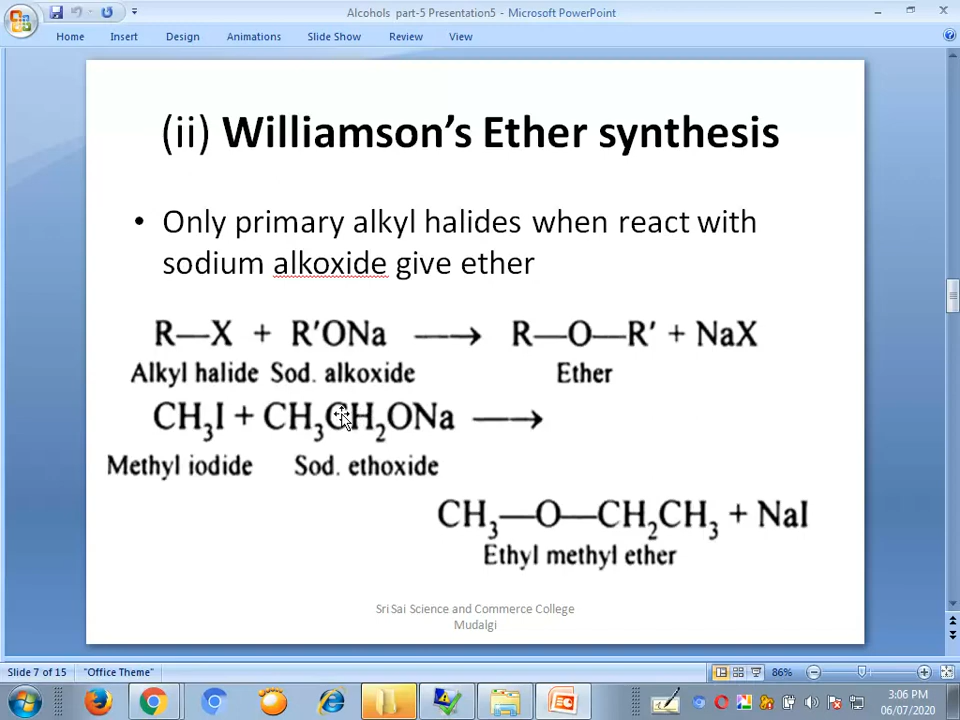 Alcohols part-5 Presentation5 - Microsoft PowerPoint
Home Insert Design Animations Slide Show Review View
(ii) Williamson's Ether synthesis
• Only primary alkyl halides when react with
sodium alkoxide give ether
R—X + R′ONa ⟶ R—O—R′ + NaX
Alkyl halide Sod. alkoxide Ether
CH₃I + CH₃CH₂ONa ⟶
Methyl iodide Sod. ethoxide
CH₃—O—CH₂CH₃ + NaI
Ethyl methyl ether
Sri Sai Science and Commerce College
Mudalgi
Slide 7 of 15 "Office Theme" 86%
3:06 PM
06/07/2020